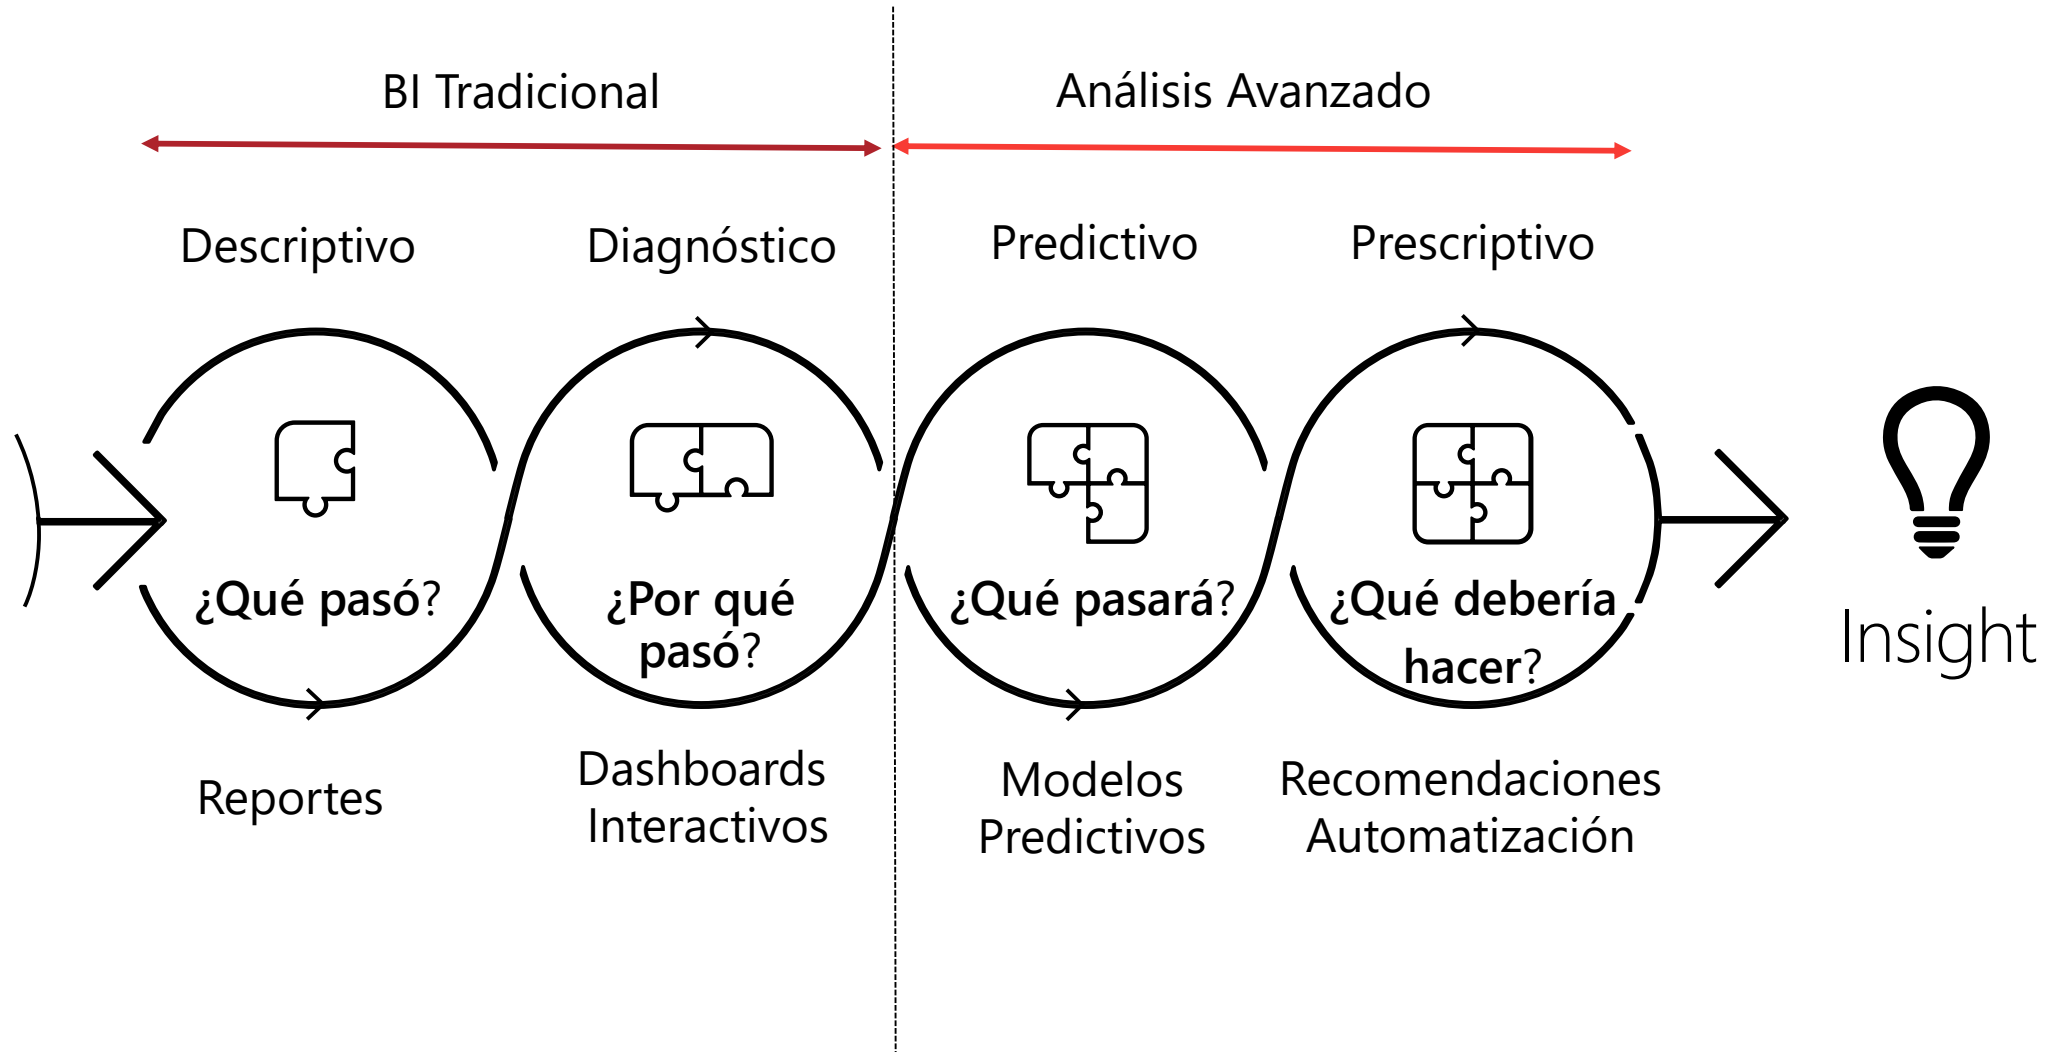 BI Tradicional
Análisis Avanzado
Descriptivo
Diagnóstico
Predictivo
Prescriptivo
¿Qué pasó?
¿Por qué
pasó?
¿Qué pasará?
¿Qué debería
hacer?
Insight
Reportes
Dashboards
Interactivos
Modelos
Predictivos
Recomendaciones
Automatización